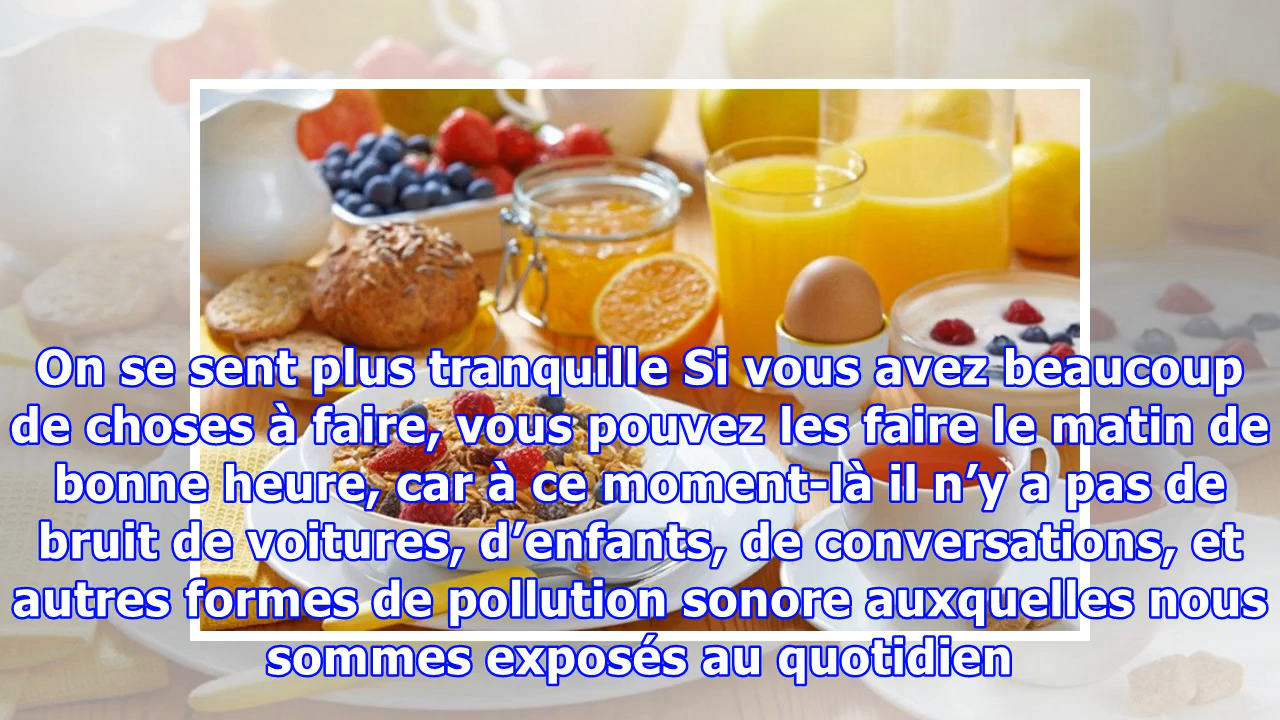 On se sent plus tranquille Si vous avez beaucoup
de choses à faire, vous pouvez les faire le matin de
bonne heure, car à ce moment-là il n’y a pas de
bruit de voitures, d’enfants, de conversations, et
autres formes de pollution sonore auxquelles nous
sommes exposés au quotidien